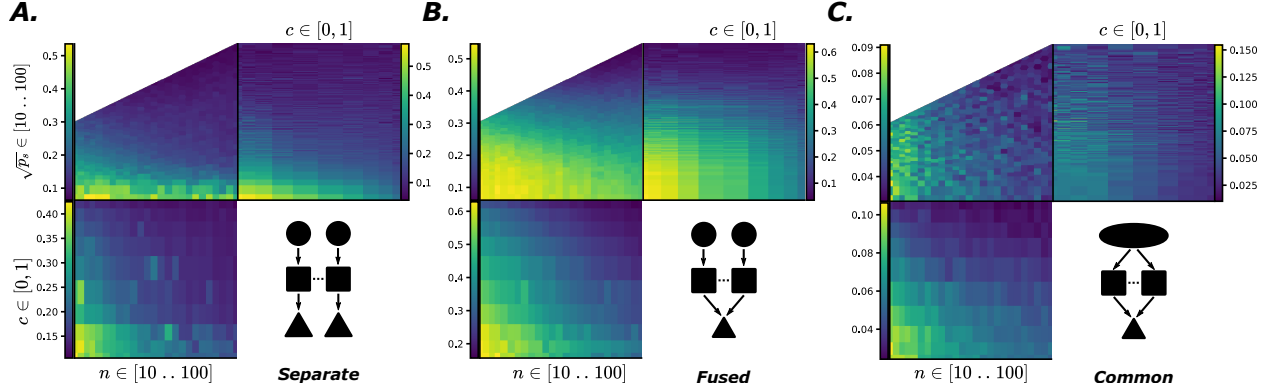 A. B. C.
c ∈ [0, 1] c ∈ [0, 1] c ∈ [0, 1]
0.5 0.5 0.5 0.6 0.09 0.150
0.4 0.4 0.4 0.5 0.08 0.125
0.3 0.3 0.3 0.4 0.07 0.100
0.2 0.2 0.2 0.3 0.06 0.075
0.1 0.1 0.1 0.2 0.05 0.050
0.1 0.04 0.025
√p_s ∈ [10 . . 100]
0.40 0.6 0.10
0.35 0.5 0.08
0.30 0.4 0.06
0.25 0.3 0.04
0.20 0.2
0.15
c ∈ [0, 1]
... ... ...
n ∈ [10 . . 100] Separate n ∈ [10 . . 100] Fused n ∈ [10 . . 100] Common